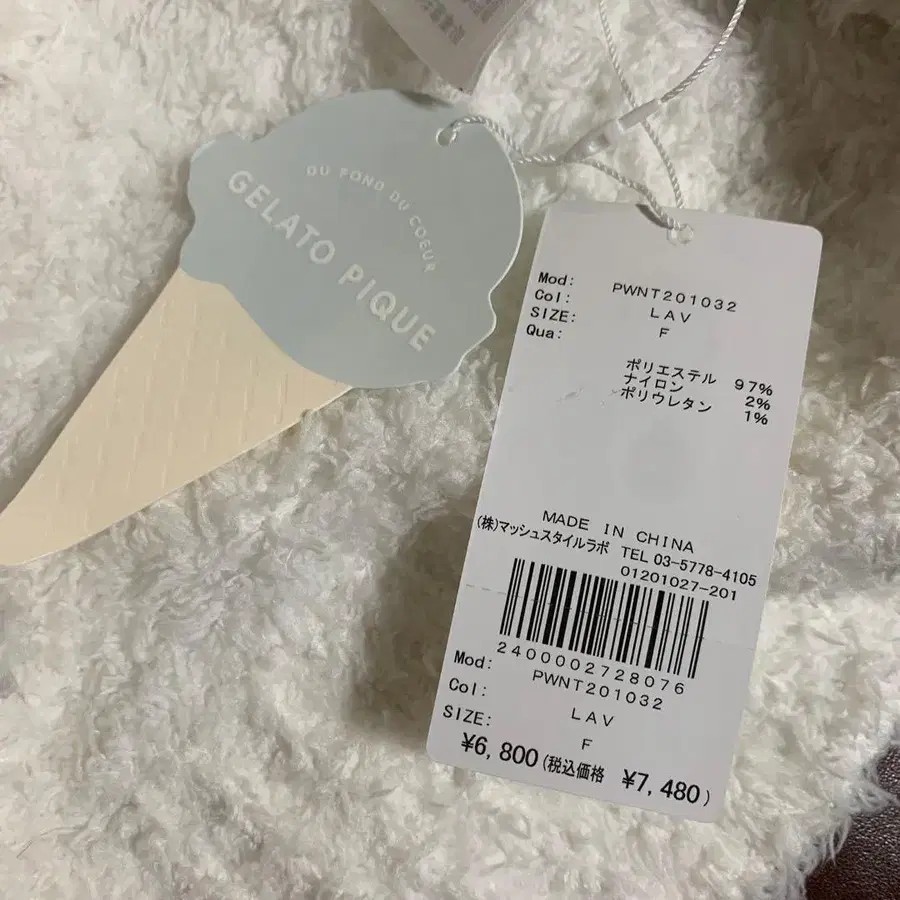 DU FOND DU COEUR
GELATO PIQUE
Mod: PWNT201032
Col: LAV
SIZE: F
Qua:
ポリエステル 97%
ナイロン 2%
ポリウレタン 1%
MADE IN CHINA
(株)マッシュスタイルラボ TEL 03-5778-4105
01201027-201
2400002728076
Mod: PWNT201032
Col: LAV
SIZE: F
¥6,800(税込価格 ¥7,480)